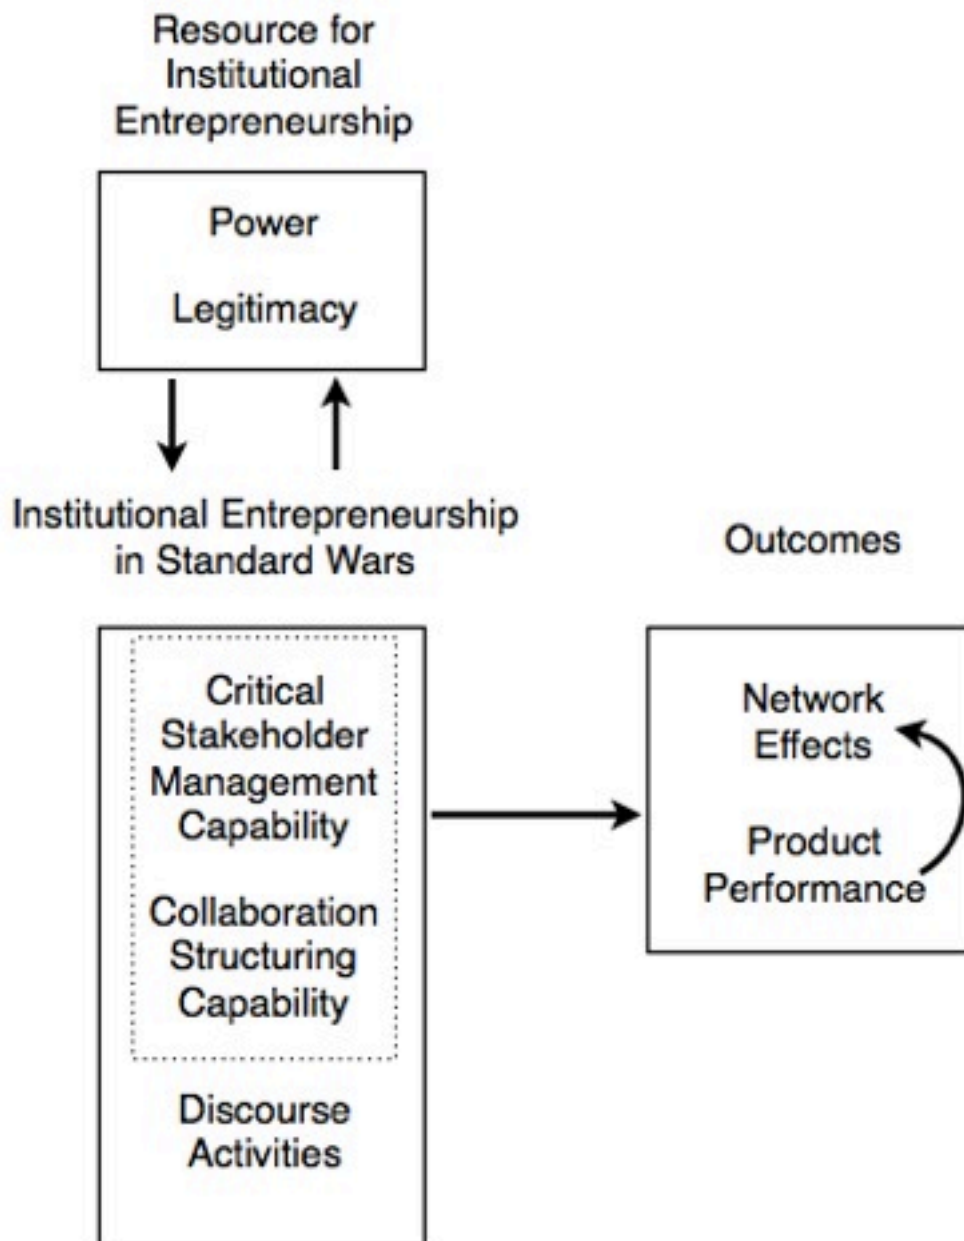 Resource for
Institutional
Entrepreneurship
Power
Legitimacy
Institutional Entrepreneurship
in Standard Wars
Critical
Stakeholder
Management
Capability
Collaboration
Structuring
Capability
Discourse
Activities
Outcomes
Network
Effects
Product
Performance